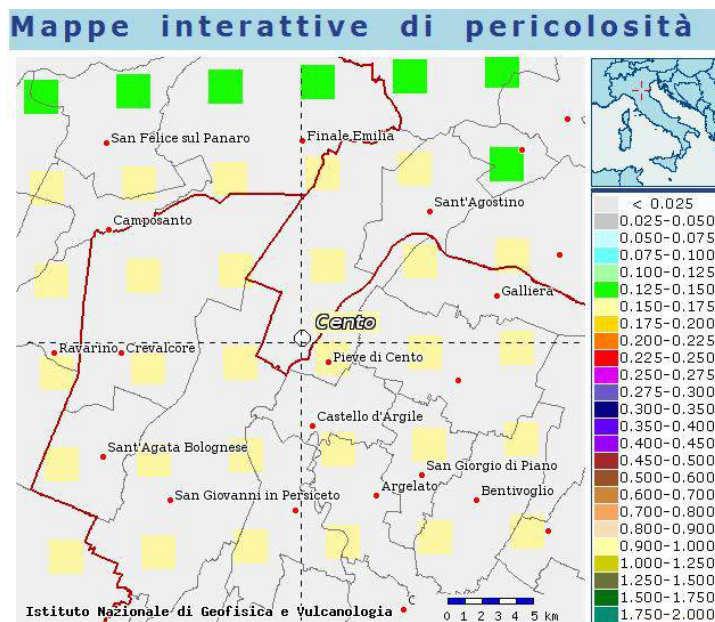 Mappe interattive di pericolosità
San Felice sul Panaro
Finale Emilia
Sant'Agostino
Camposanto
Galliera
Cento
Ravarino
Crevalcore
Pieve di Cento
Castello d'Argile
Sant'Agata Bolognese
San Giorgio di Piano
San Giovanni in Persiceto
Argelato
Bentivoglio
C
Istituto Nazionale di Geofisica e Vulcanologia
0 1 2 3 4 5 km
< 0.025
0.025-0.050
0.050-0.075
0.075-0.100
0.100-0.125
0.125-0.150
0.150-0.175
0.175-0.200
0.200-0.225
0.225-0.250
0.250-0.275
0.275-0.300
0.300-0.350
0.350-0.400
0.400-0.450
0.450-0.500
0.500-0.600
0.600-0.700
0.700-0.800
0.800-0.900
0.900-1.000
1.000-1.250
1.250-1.500
1.500-1.750
1.750-2.000